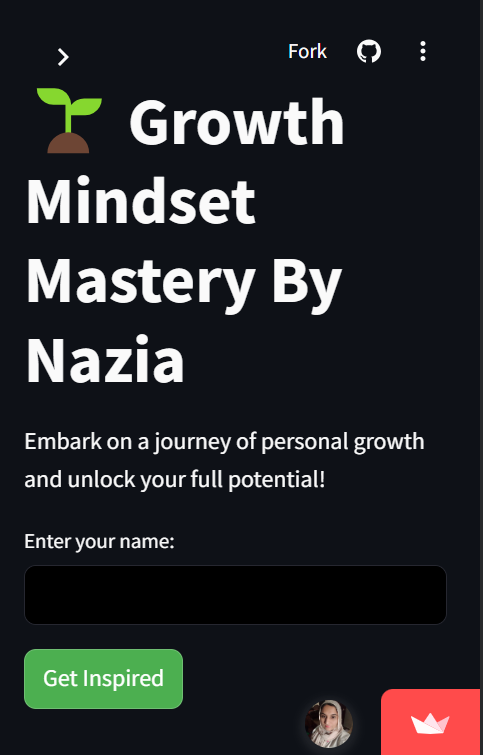 Fork
Growth
Mindset
Mastery By
Nazia
Embark on a journey of personal growth
and unlock your full potential!
Enter your name:
Get Inspired